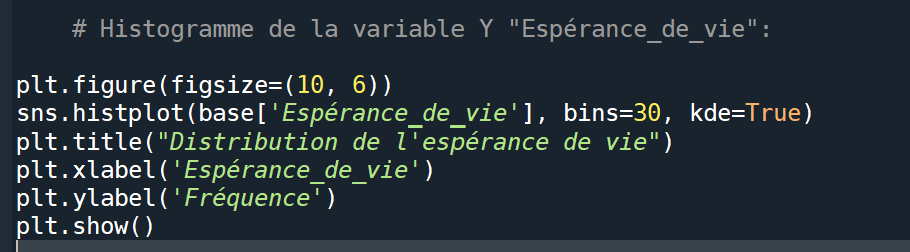 # Histogramme de la variable Y "Espérance_de_vie":
plt.figure(figsize=(10, 6))
sns.histplot(base['Espérance_de_vie'], bins=30, kde=True)
plt.title("Distribution de l'espérance de vie")
plt.xlabel('Espérance_de_vie')
plt.ylabel('Fréquence')
plt.show()